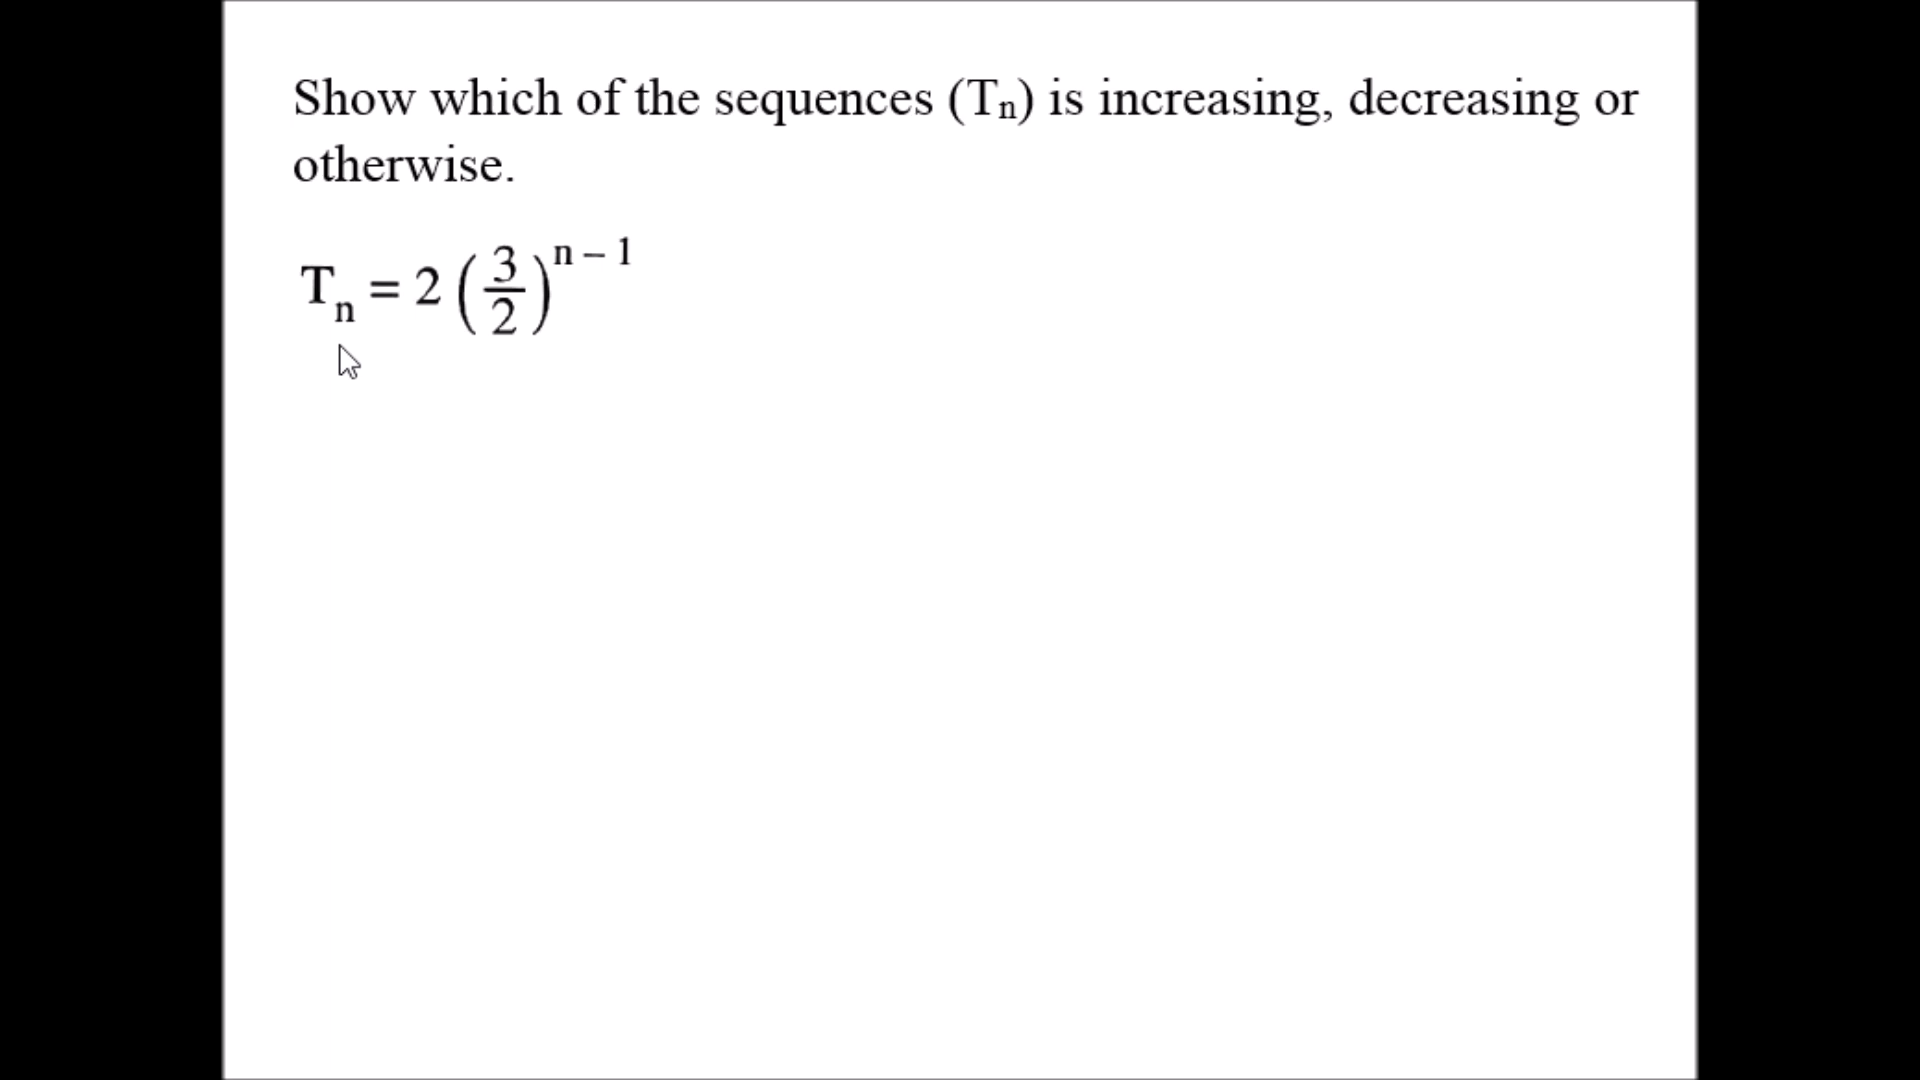 Show which of the sequences (Tₙ) is increasing, decreasing or
otherwise.
Tₙ = 2 (3/2)ⁿ ⁻ ¹